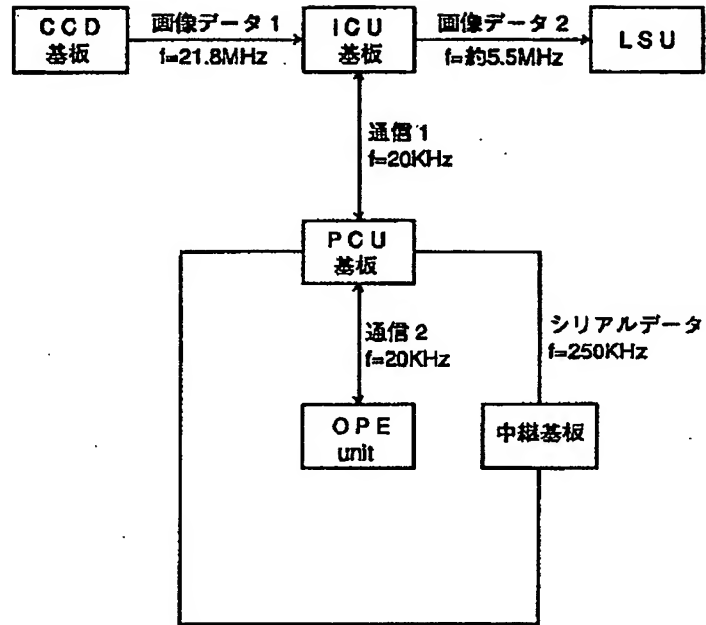 CCD
基板
画像データ1
f=21.8MHz
ICU
基板
画像データ2
f=約5.5MHz
LSU
通信1
f=20KHz
PCU
基板
通信2
f=20KHz
シリアルデータ
f=250KHz
OPE
unit
中継基板